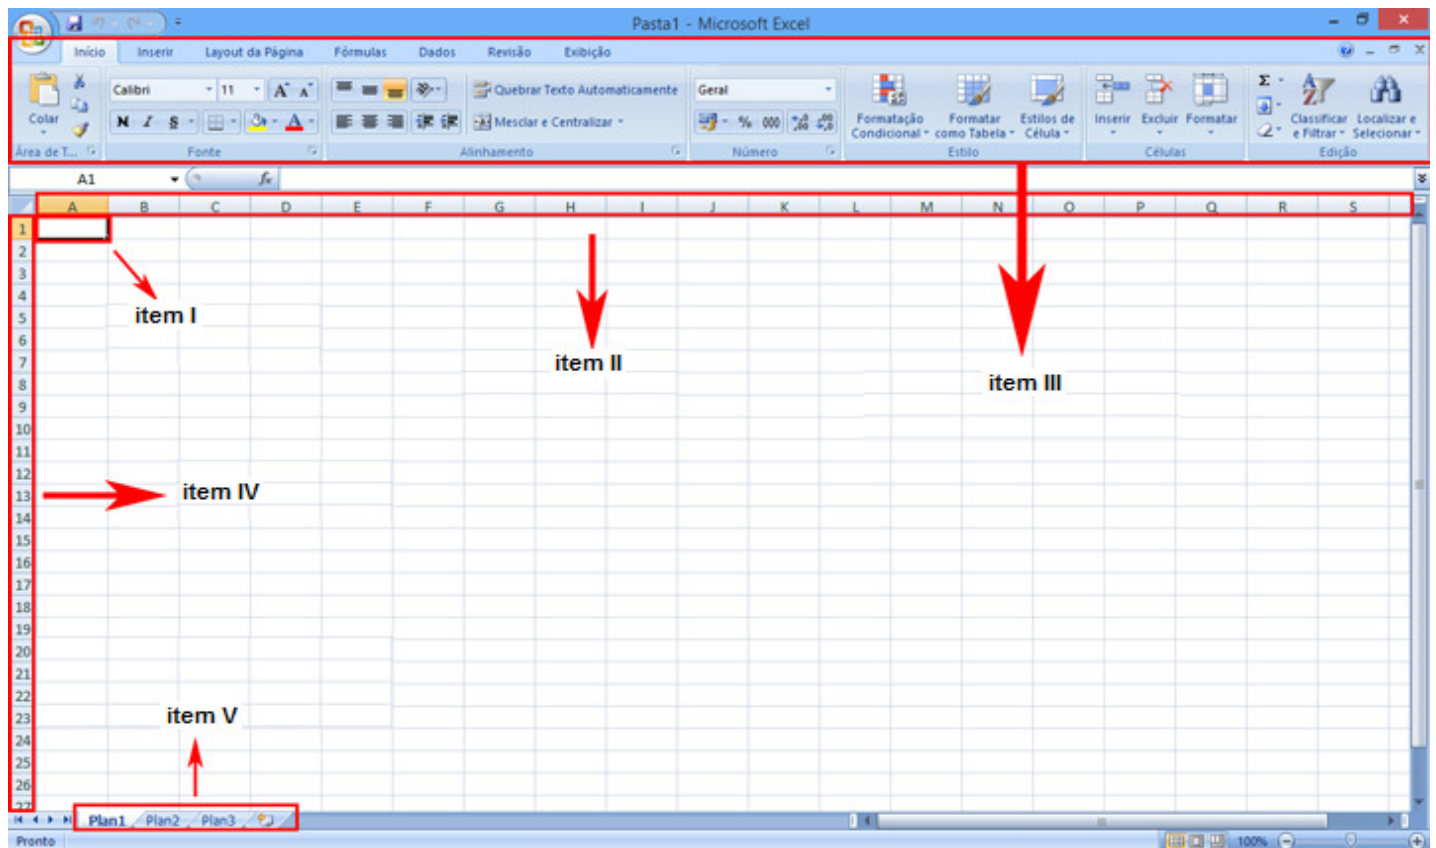 Pasta1 - Microsoft Excel
Início Inserir Layout da Página Fórmulas Dados Revisão Exibição
Calibri 11 A A Quebrar Texto Automaticamente Geral Σ A Z
Colar N I S A Mesclar e Centralizar % 000 Formatação Condicional Formatar como Tabela Estilos de Célula Inserir Excluir Formatar Classificar e Filtrar Localizar e Selecionar
Área de T... Fonte Alinhamento Número Estilo Células Edição
A1 fx
A B C D E F G H I J K L M N O P Q R S
1
2
3
4
item I
5
6
item II
7
item III
8
9
10
11
12
item IV
13
14
15
16
17
18
19
20
21
22
item V
23
24
25
26
27
Plan1 Plan2 Plan3
Pronto 100%